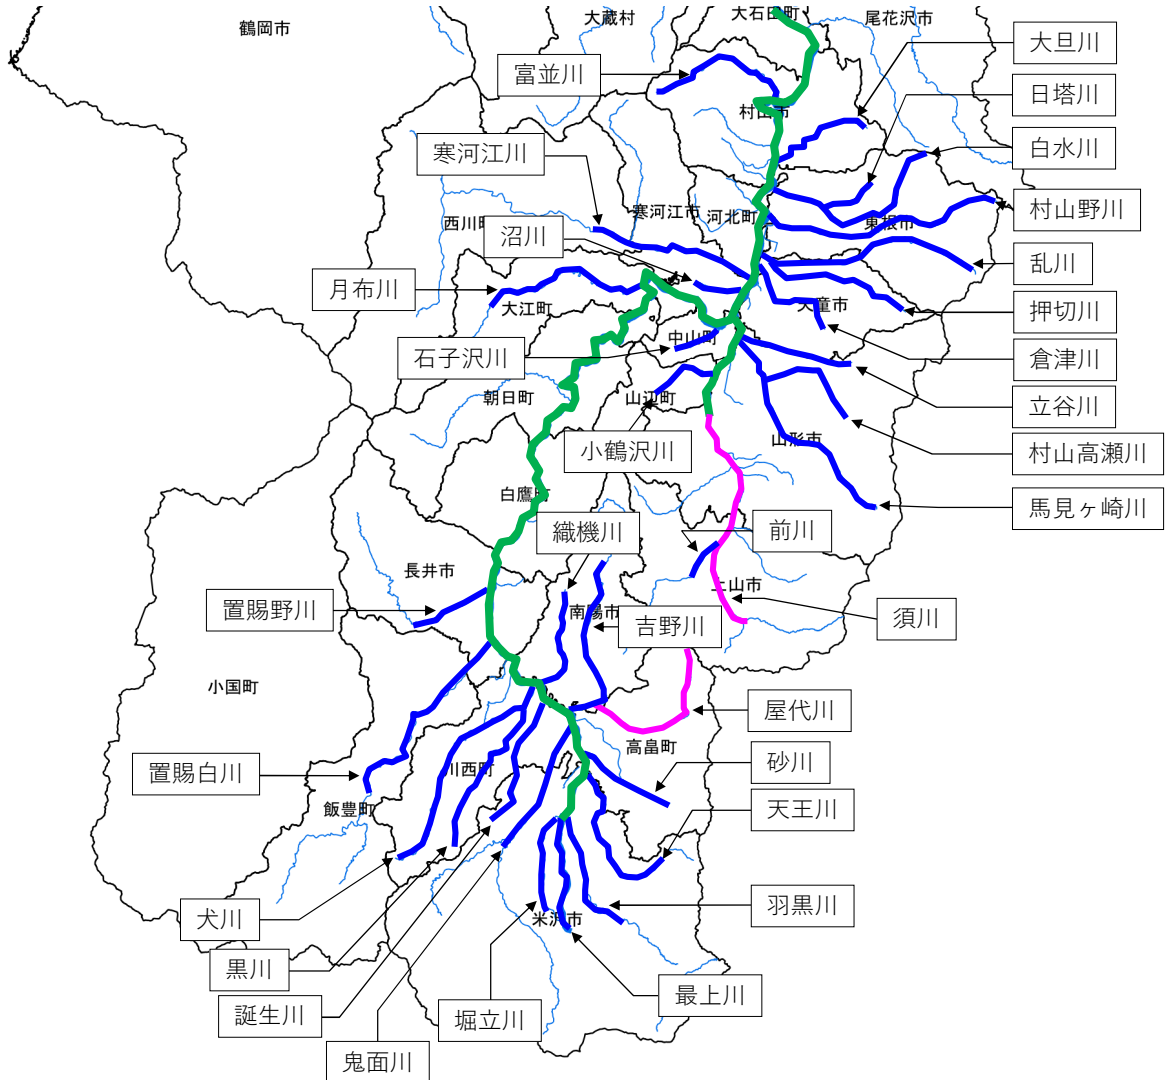 鶴岡市
大蔵村
大石田町
尾花沢市
大旦川
富並川
日塔川
村山市
白水川
寒河江川
村山野川
寒河江市
河北町
東根市
西川町
沼川
乱川
月布川
大江町
天童市
押切川
中山町
石子沢川
倉津川
朝日町
山辺町
立谷川
山形市
小鶴沢川
村山高瀬川
白鷹町
馬見ヶ崎川
織機川
前川
長井市
上山市
置賜野川
南陽市
吉野川
須川
小国町
屋代川
高畠町
砂川
置賜白川
川西町
飯豊町
天王川
犬川
米沢市
羽黒川
黒川
最上川
誕生川
堀立川
鬼面川